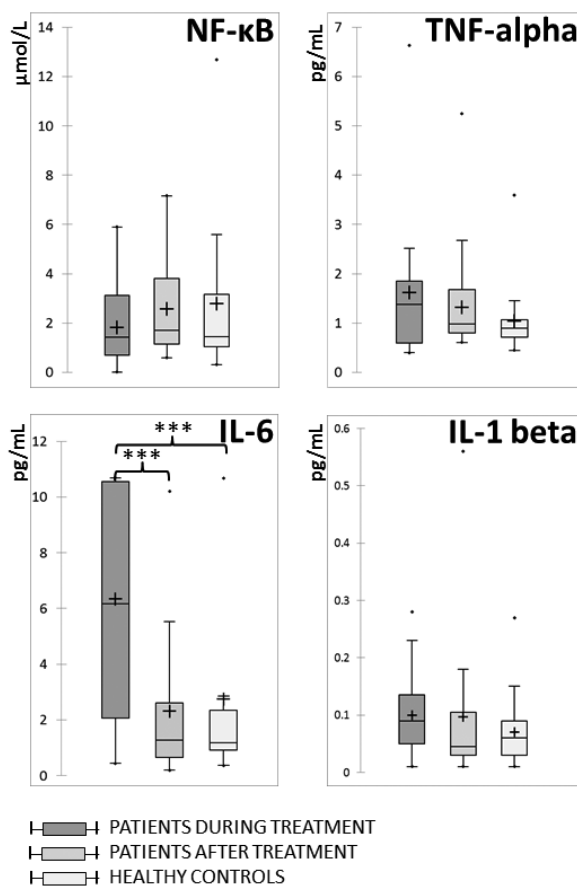 NF-κB
μmol/L
14
12
10
8
6
4
2
0
TNF-alpha
pg/mL
7
6
5
4
3
2
1
0
IL-6
pg/mL
12
10
8
6
4
2
0
***
***
IL-1 beta
pg/mL
0.6
0.5
0.4
0.3
0.2
0.1
0
PATIENTS DURING TREATMENT
PATIENTS AFTER TREATMENT
HEALTHY CONTROLS